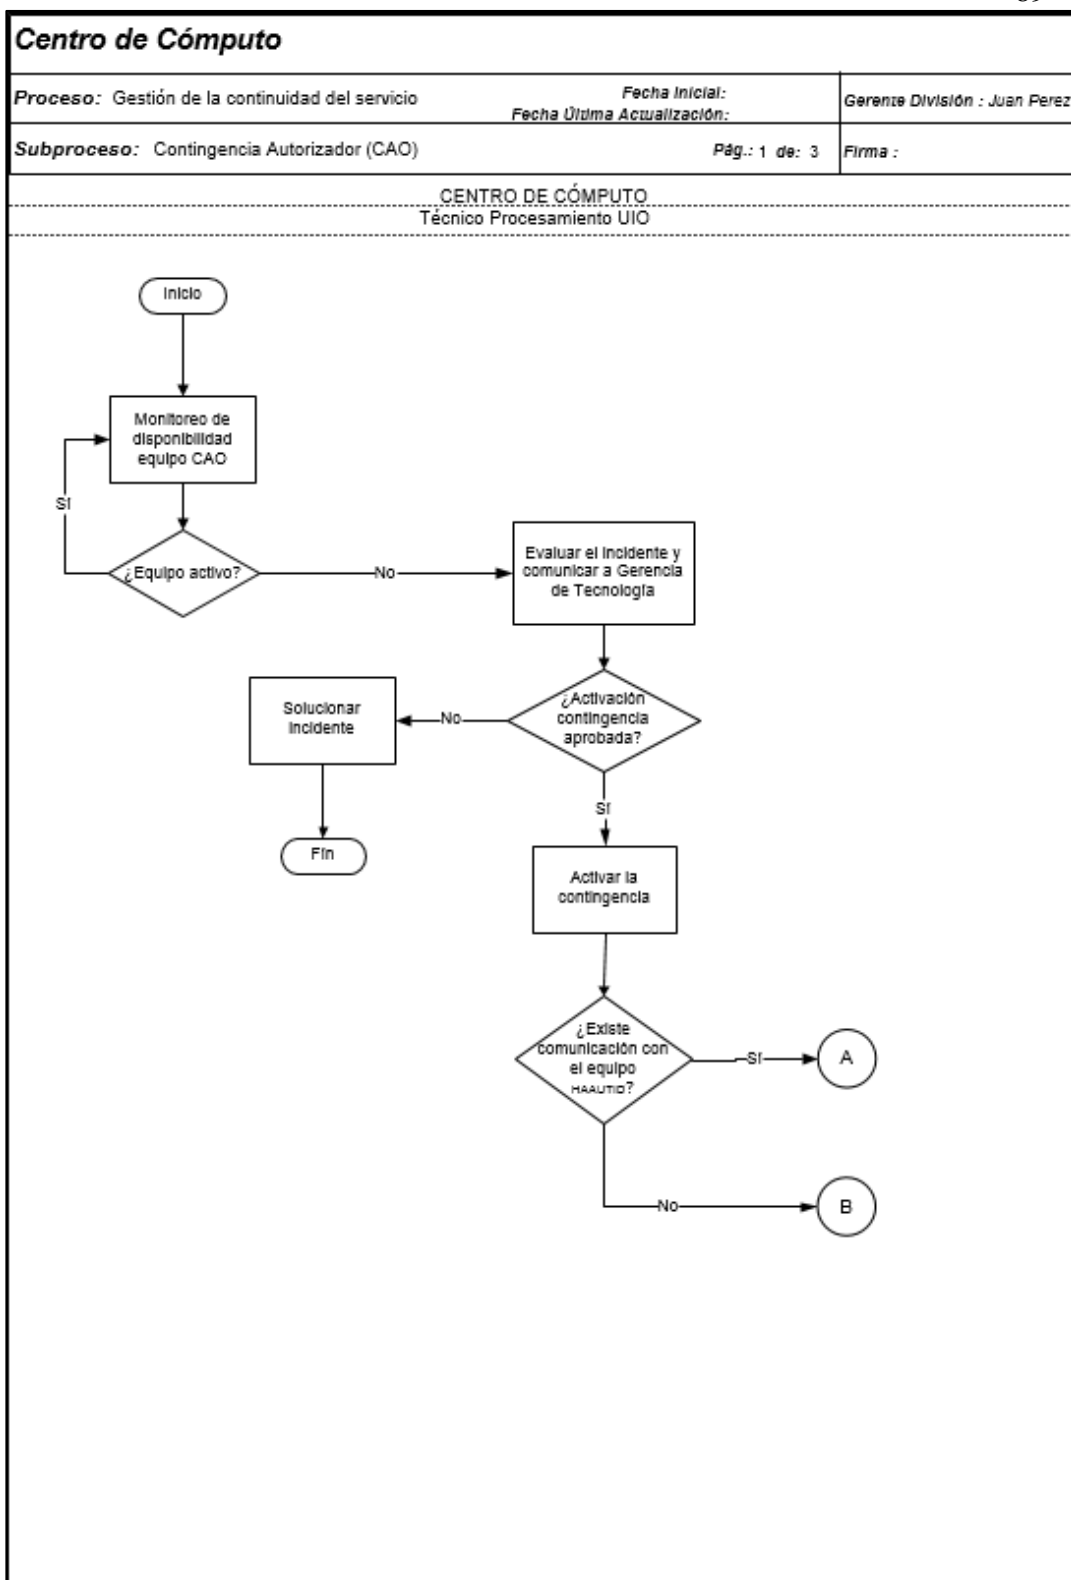 Centro de Cómputo
Proceso: Gestión de la continuidad del servicio
Fecha Inicial:
Fecha Última Actualización:
Gerente División : Juan Perez
Subproceso: Contingencia Autorizador (CAO)
Pág.: 1 de: 3
Firma :
CENTRO DE CÓMPUTO
Técnico Procesamiento UIO
Inicio
Monitoreo de
disponibilidad
equipo CAO
Sí
¿Equipo activo?
No
Evaluar el incidente y
comunicar a Gerencia
de Tecnología
¿Activación
contingencia
aprobada?
No
Solucionar
incidente
Fin
Sí
Activar la
contingencia
¿Existe
comunicación con
el equipo
HAAUTIO?
Sí
A
No
B